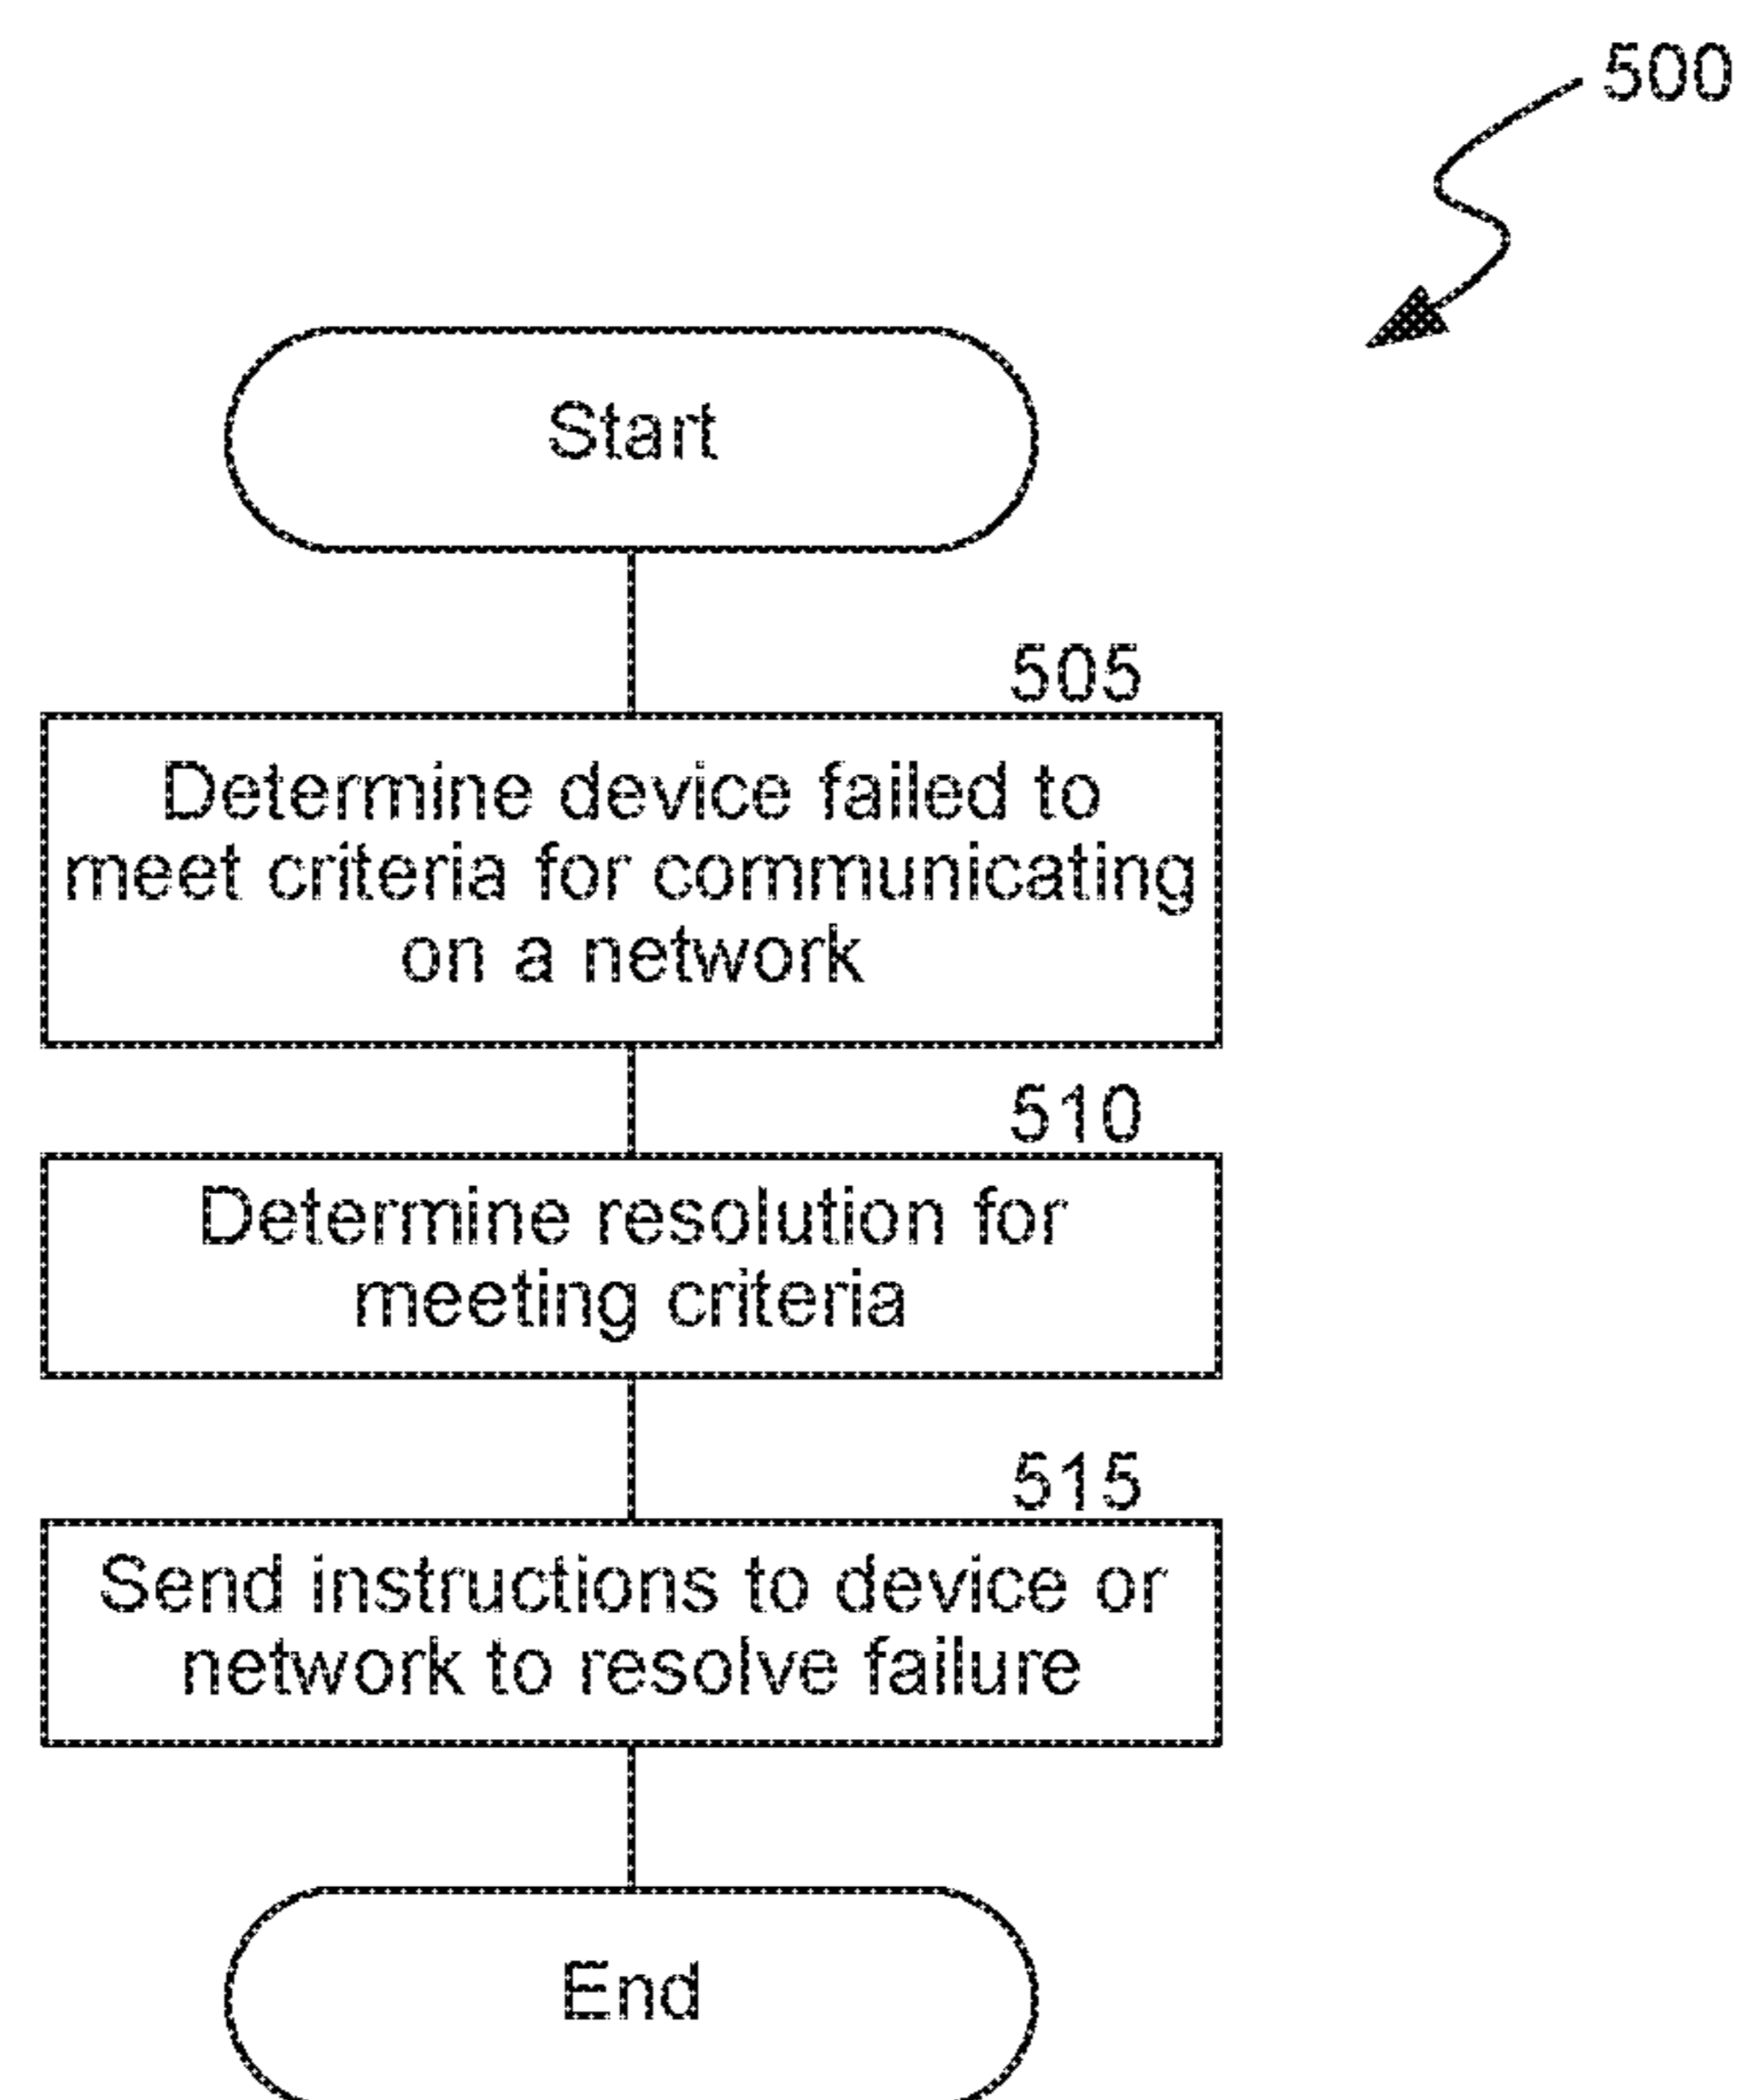 500
Start
505
Determine device failed to
meet criteria for communicating
on a network
510
Determine resolution for
meeting criteria
515
Send instructions to device or
network to resolve failure
End